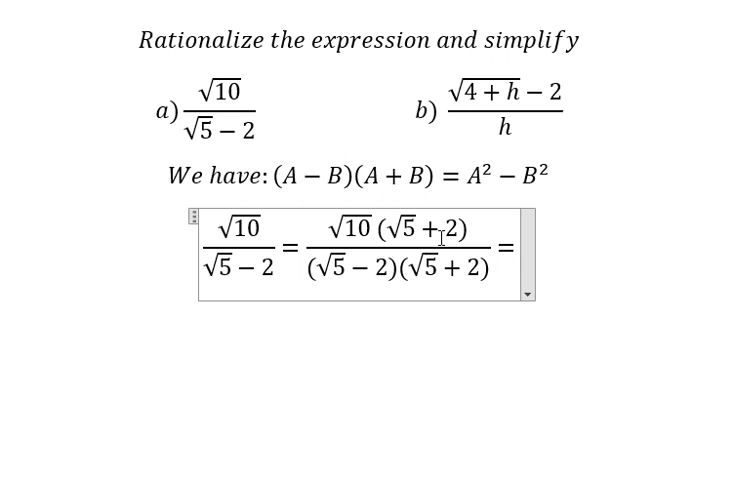 Rationalize the expression and simplify
a) √10 / (√5 − 2)    b) (√(4 + h) − 2) / h
We have: (A − B)(A + B) = A² − B²
√10 / (√5 − 2) = √10 (√5 + 2) / (√5 − 2)(√5 + 2) =